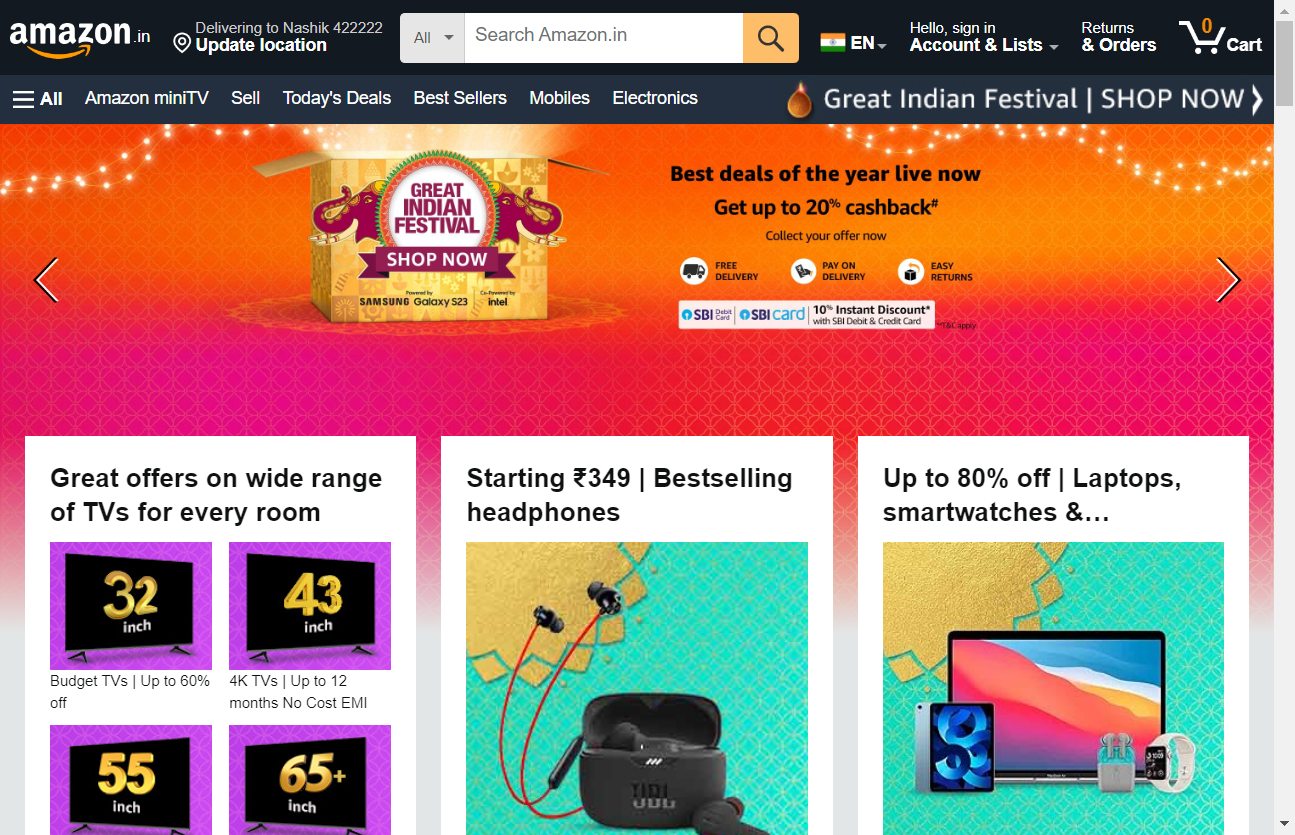 amazon.in
Delivering to Nashik 422222
Update location
All
Search Amazon.in
EN
Hello, sign in
Account & Lists
Returns
& Orders
0
Cart
All
Amazon miniTV
Sell
Today's Deals
Best Sellers
Mobiles
Electronics
Great Indian Festival | SHOP NOW
GREAT
INDIAN
FESTIVAL
SHOP NOW
Powered by
SAMSUNG Galaxy S23
Co-Powered by
intel
Best deals of the year live now
Get up to 20% cashback#
Collect your offer now
FREE
DELIVERY
PAY ON
DELIVERY
EASY
RETURNS
SBI Debit
Card
SBI card
10% Instant Discount*
with SBI Debit & Credit Card
*T&C apply
Great offers on wide range
of TVs for every room
32
inch
43
inch
Budget TVs | Up to 60%
off
4K TVs | Up to 12
months No Cost EMI
55
inch
65+
inch
Starting ₹349 | Bestselling
headphones
JBL
Up to 80% off | Laptops,
smartwatches &...